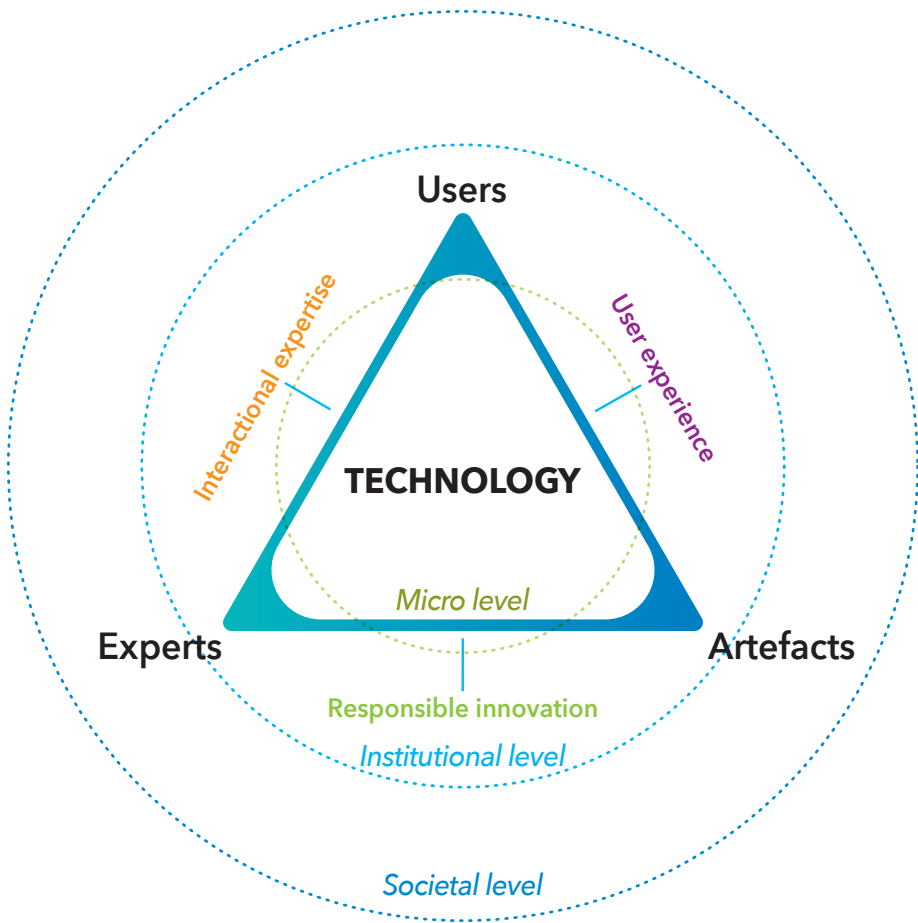 Users
Interactional expertise
User experience
TECHNOLOGY
Micro level
Experts
Artefacts
Responsible innovation
Institutional level
Societal level